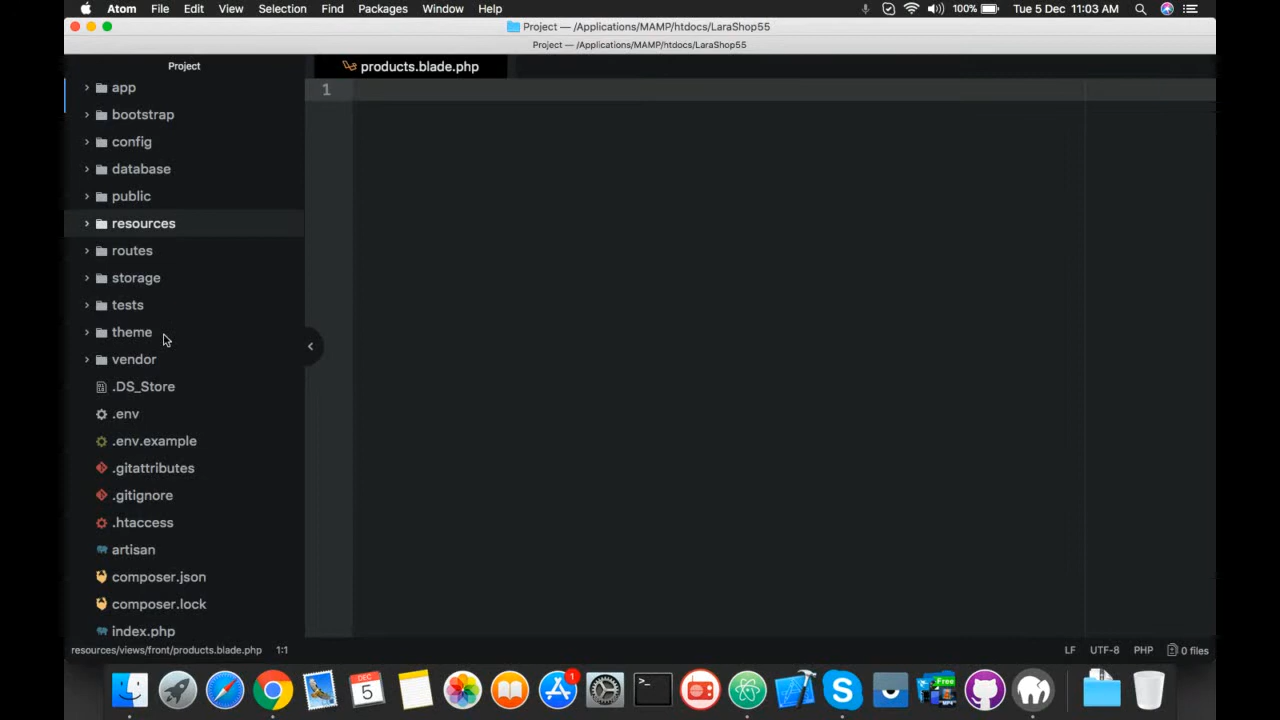 Atom File Edit View Selection Find Packages Window Help 100% Tue 5 Dec 11:03 AM
Project — /Applications/MAMP/htdocs/LaraShop55
Project — /Applications/MAMP/htdocs/LaraShop55
Project
products.blade.php
1
app
bootstrap
config
database
public
resources
routes
storage
tests
theme
vendor
.DS_Store
.env
.env.example
.gitattributes
.gitignore
.htaccess
artisan
composer.json
composer.lock
index.php
resources/views/front/products.blade.php 1:1 LF UTF-8 PHP 0 files
DEC
5
1
Free